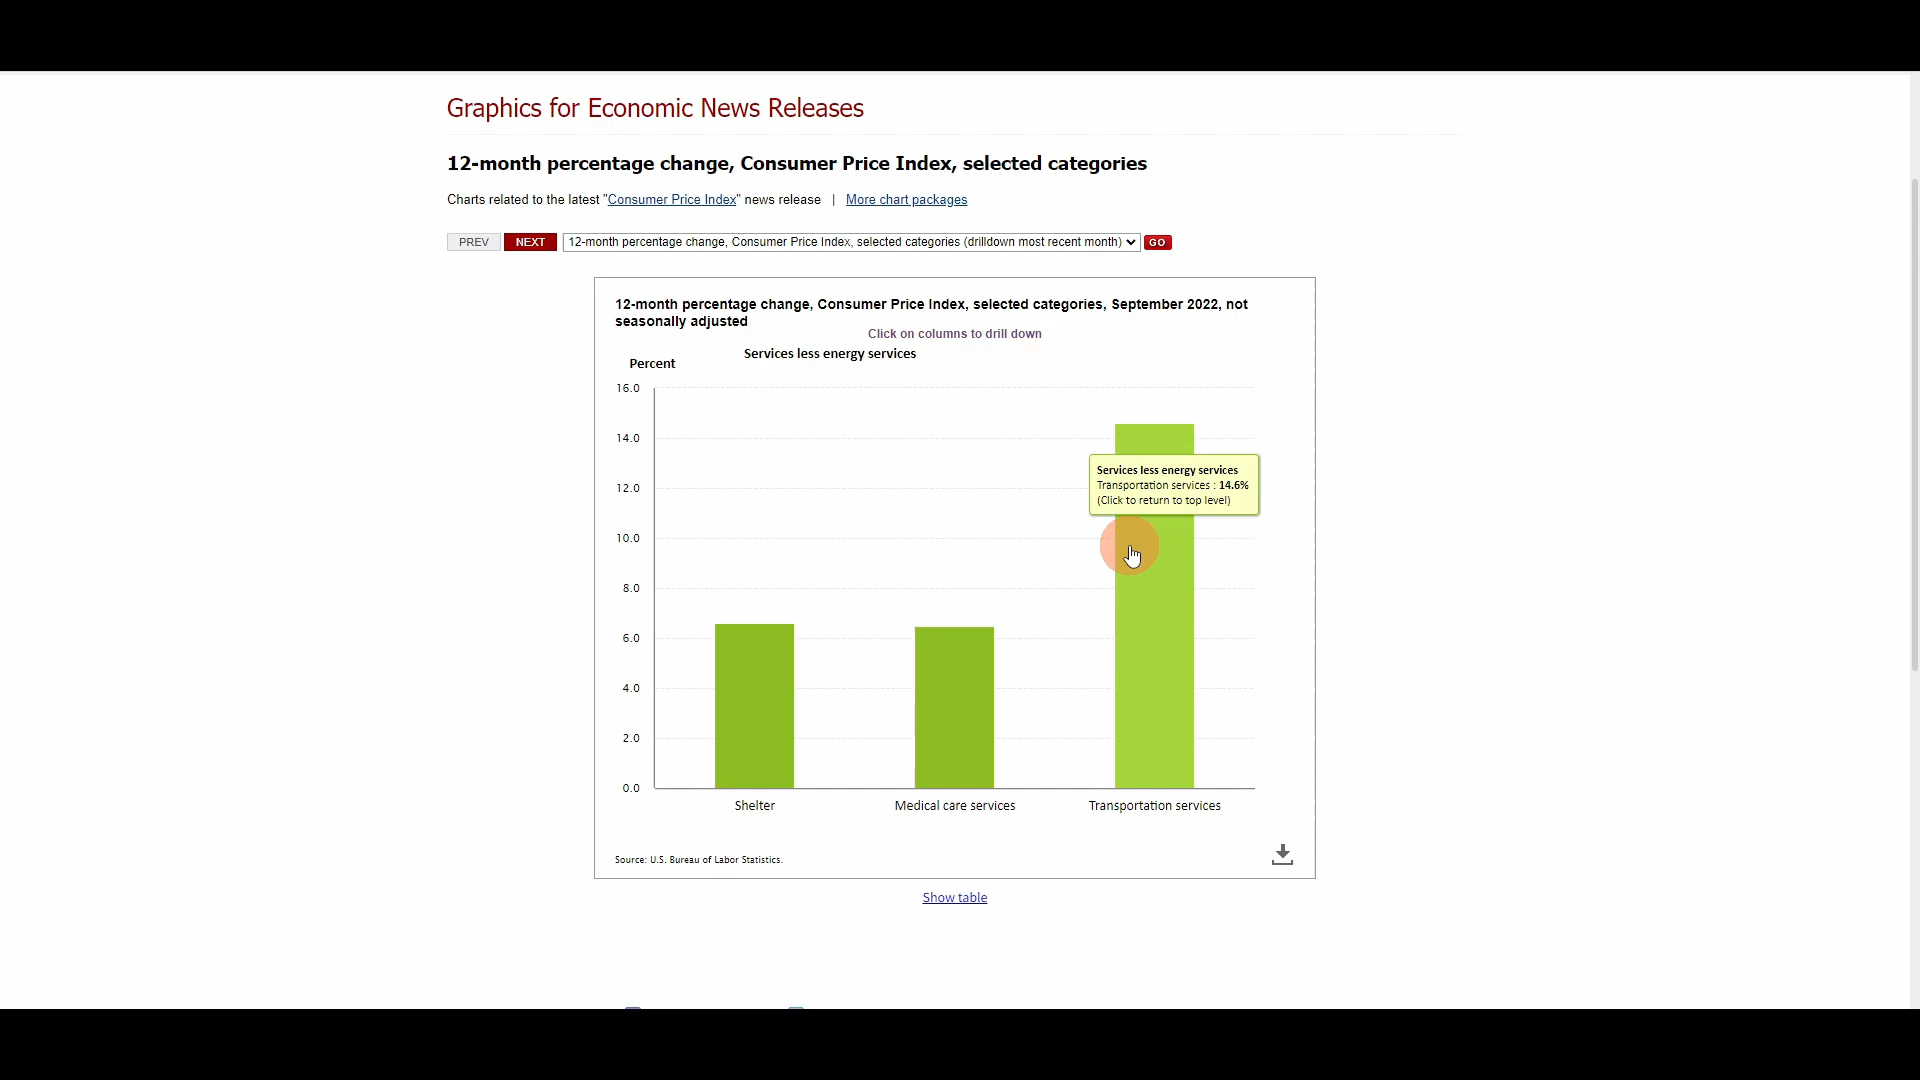 Graphics for Economic News Releases
12-month percentage change, Consumer Price Index, selected categories
Charts related to the latest "Consumer Price Index" news release | More chart packages
PREV NEXT 12-month percentage change, Consumer Price Index, selected categories (drilldown most recent month) GO
12-month percentage change, Consumer Price Index, selected categories, September 2022, not
seasonally adjusted
Click on columns to drill down
Services less energy services
Percent
16.0
14.0
12.0
10.0
8.0
6.0
4.0
2.0
0.0
Services less energy services
Transportation services : 14.6%
(Click to return to top level)
Shelter Medical care services Transportation services
Source: U.S. Bureau of Labor Statistics.
Show table